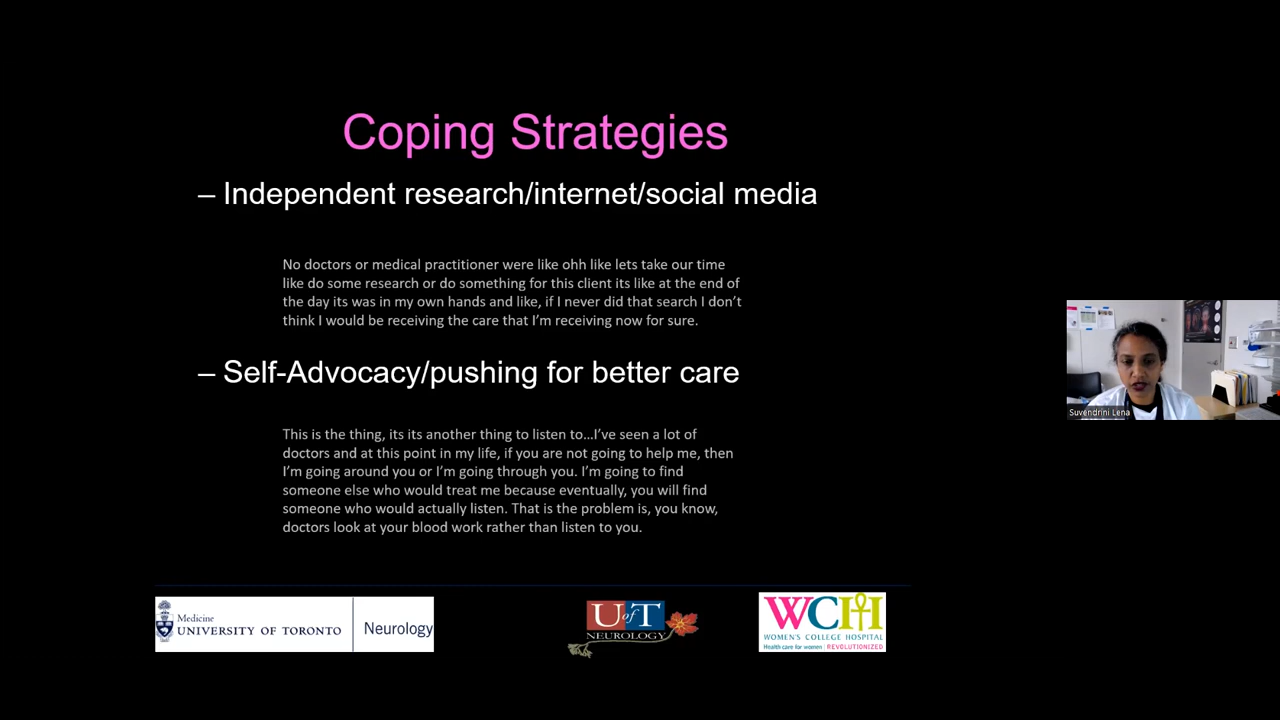 Coping Strategies
– Independent research/internet/social media
No doctors or medical practitioner were like ohh like lets take our time
like do some research or do something for this client its like at the end of
the day its was in my own hands and like, if I never did that search I don't
think I would be receiving the care that I'm receiving now for sure.
– Self-Advocacy/pushing for better care
This is the thing, its its another thing to listen to…I've seen a lot of
doctors and at this point in my life, if you are not going to help me, then
I'm going around you or I'm going through you. I'm going to find
someone else who would treat me because eventually, you will find
someone who would actually listen. That is the problem is, you know,
doctors look at your blood work rather than listen to you.
Suvendrini Lena
Medicine
UNIVERSITY OF TORONTO
Neurology
U of T
NEUROLOGY
WCH
WOMEN'S COLLEGE HOSPITAL
Health care for women | REVOLUTIONIZED